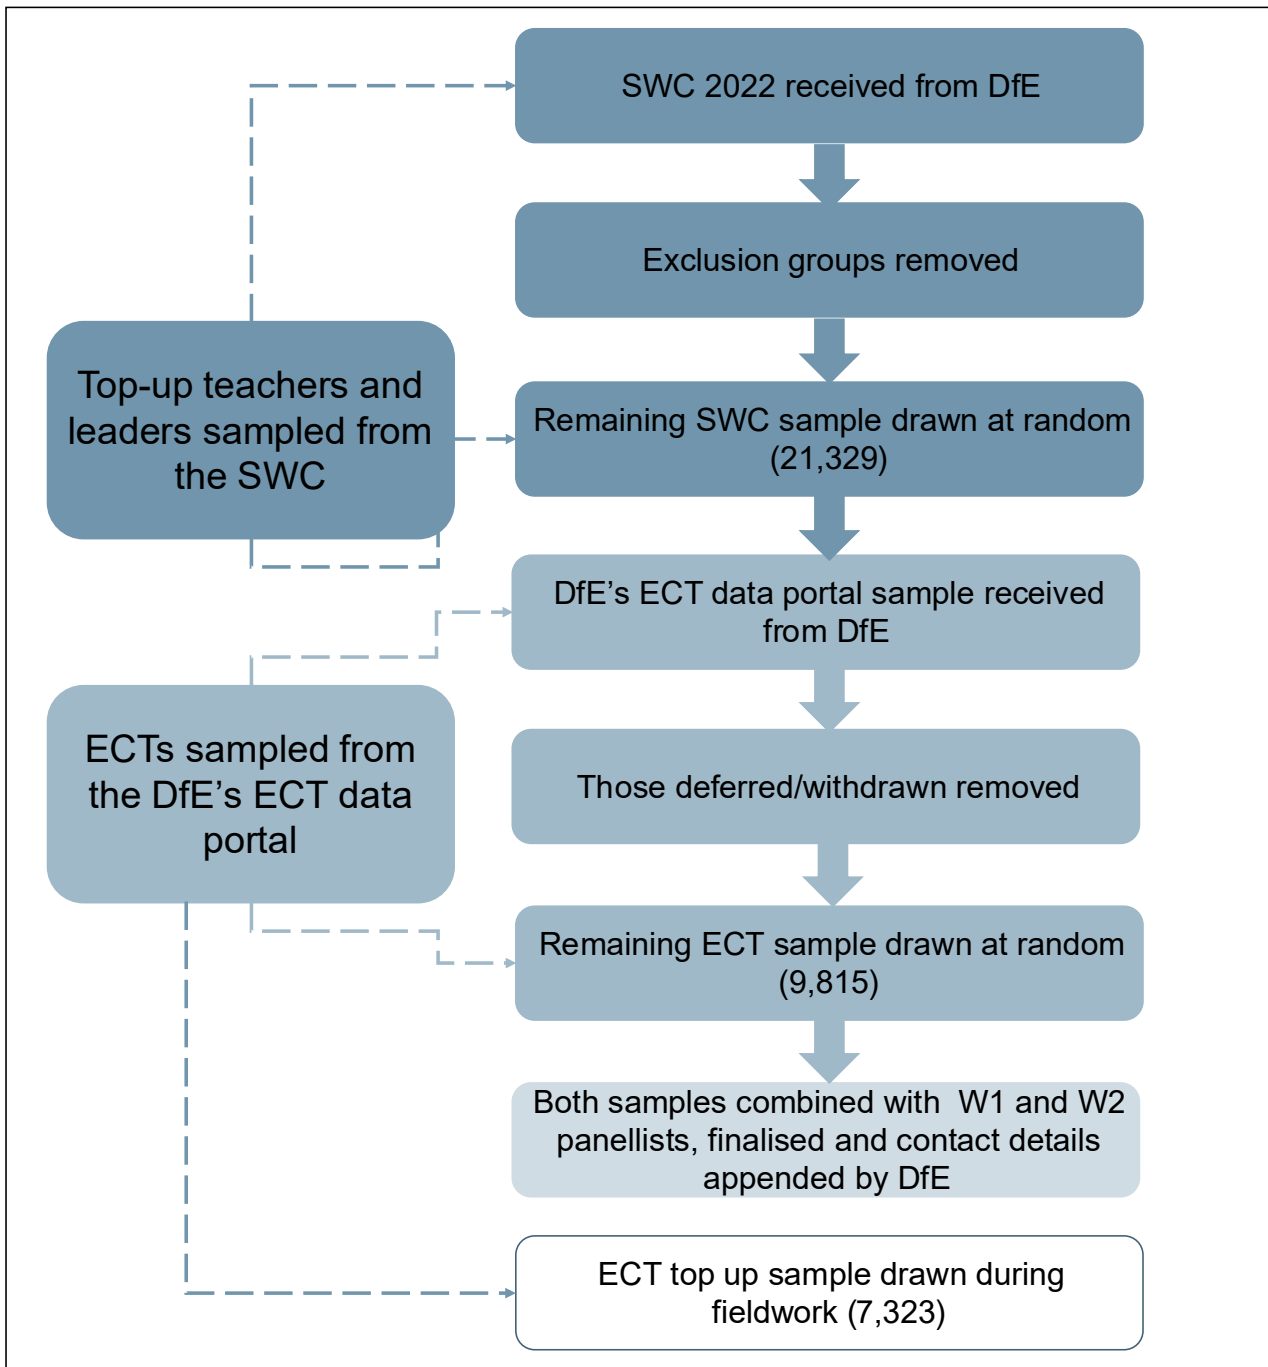 SWC 2022 received from DfE
Exclusion groups removed
Top-up teachers and
leaders sampled from
the SWC
Remaining SWC sample drawn at random
(21,329)
DfE’s ECT data portal sample received
from DfE
ECTs sampled from
the DfE’s ECT data
portal
Those deferred/withdrawn removed
Remaining ECT sample drawn at random
(9,815)
Both samples combined with  W1 and W2
panellists, finalised and contact details
appended by DfE
ECT top up sample drawn during
fieldwork (7,323)